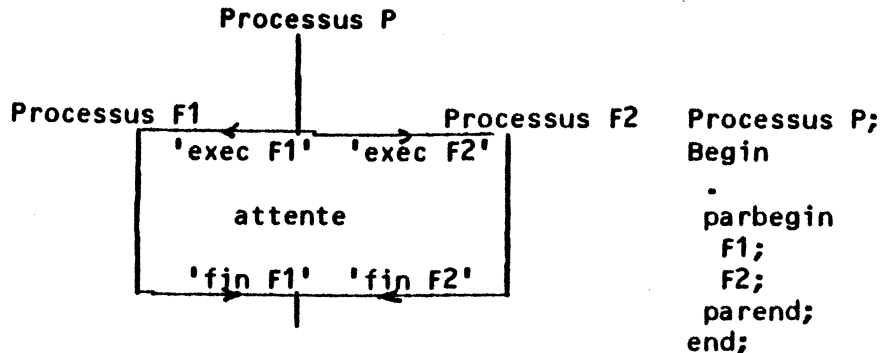 Processus P
Processus F1
Processus F2
'exec F1' 'exec F2'
attente
'fin F1' 'fin F2'
Processus P;
Begin
.
parbegin
F1;
F2;
parend;
end;